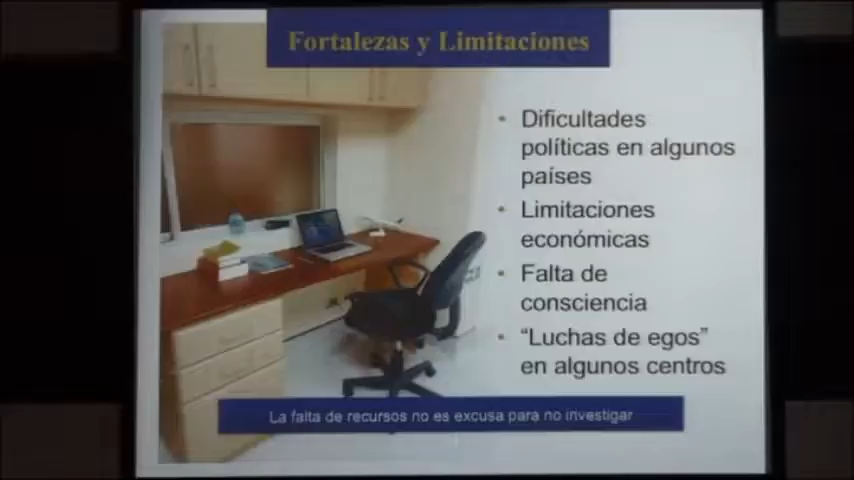 Fortalezas y Limitaciones
• Dificultades
políticas en algunos
países
• Limitaciones
económicas
• Falta de
consciencia
• “Luchas de egos”
en algunos centros
La falta de recursos no es excusa para no investigar